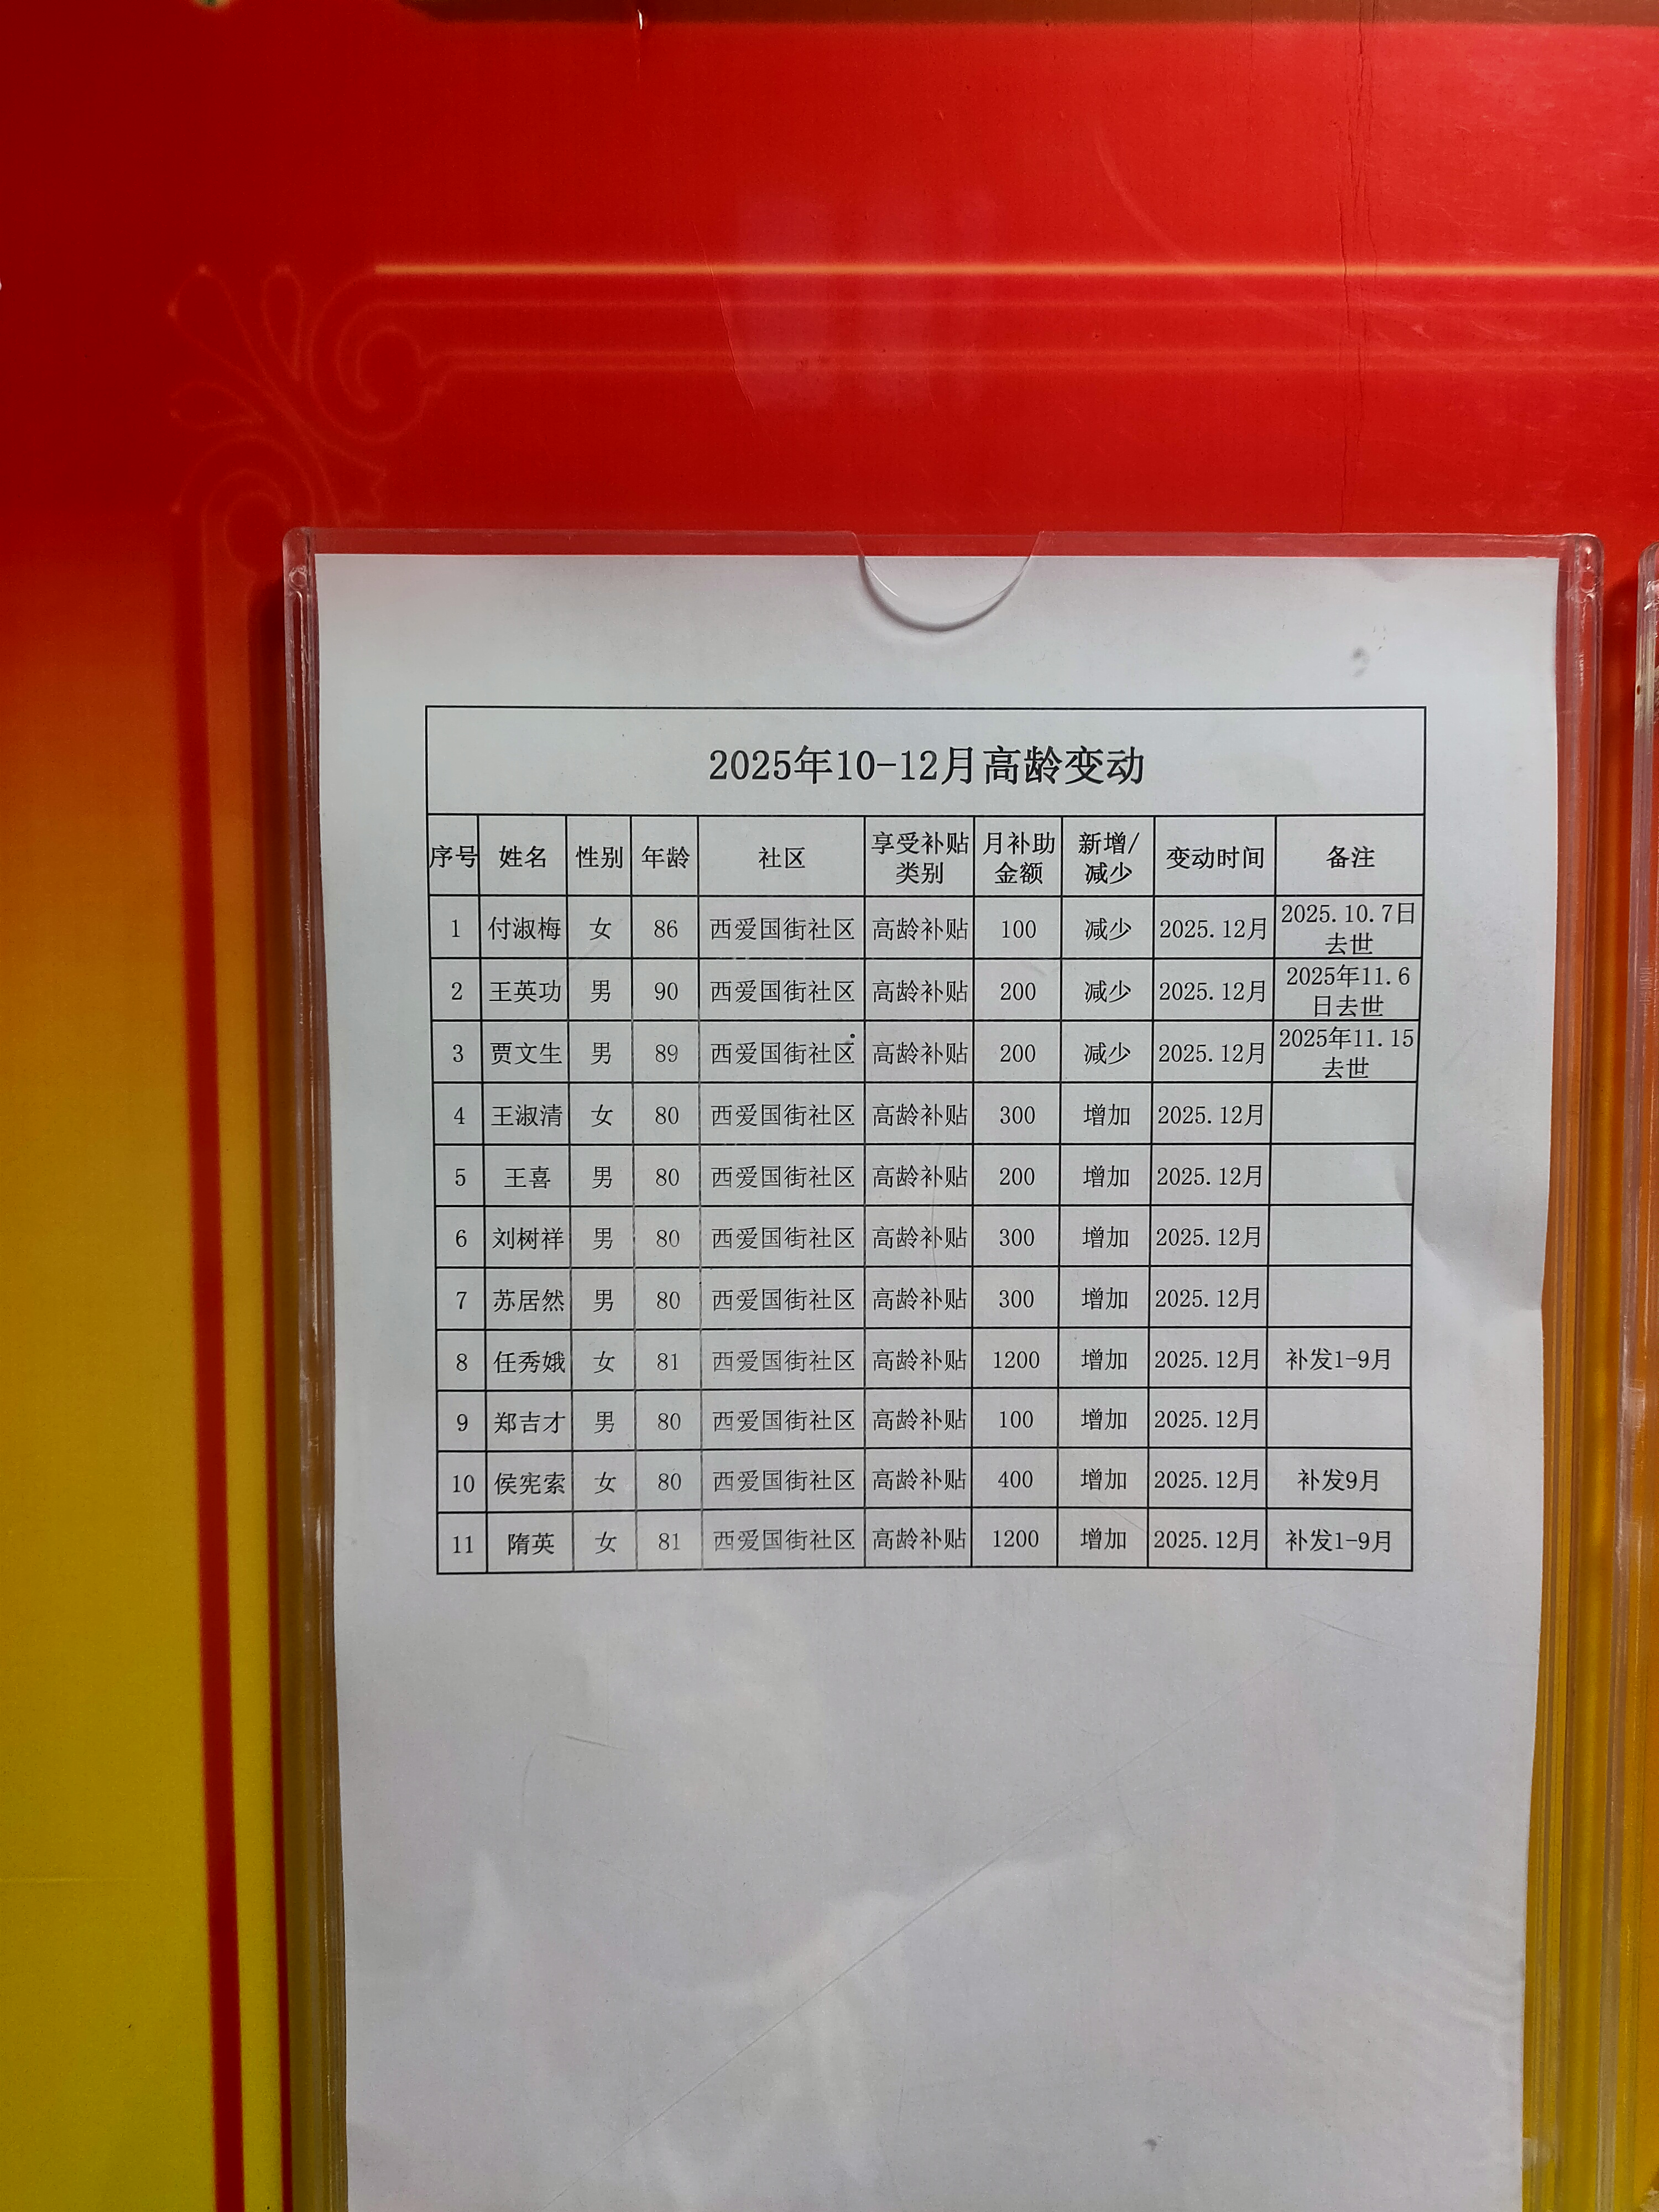 2025年10-12月高龄变动
序号 姓名 性别 年龄 社区 享受补贴类别 月补助金额 新增/减少 变动时间 备注
1 付淑梅 女 86 西爱国街社区 高龄补贴 100 减少 2025.12月 2025.10.7日去世
2 王英功 男 90 西爱国街社区 高龄补贴 200 减少 2025.12月 2025年11.6日去世
3 贾文生 男 89 西爱国街社区 高龄补贴 200 减少 2025.12月 2025年11.15去世
4 王淑清 女 80 西爱国街社区 高龄补贴 300 增加 2025.12月
5 王喜 男 80 西爱国街社区 高龄补贴 200 增加 2025.12月
6 刘树祥 男 80 西爱国街社区 高龄补贴 300 增加 2025.12月
7 苏居然 男 80 西爱国街社区 高龄补贴 300 增加 2025.12月
8 任秀娥 女 81 西爱国街社区 高龄补贴 1200 增加 2025.12月 补发1-9月
9 郑吉才 男 80 西爱国街社区 高龄补贴 100 增加 2025.12月
10 侯宪索 女 80 西爱国街社区 高龄补贴 400 增加 2025.12月 补发9月
11 隋英 女 81 西爱国街社区 高龄补贴 1200 增加 2025.12月 补发1-9月